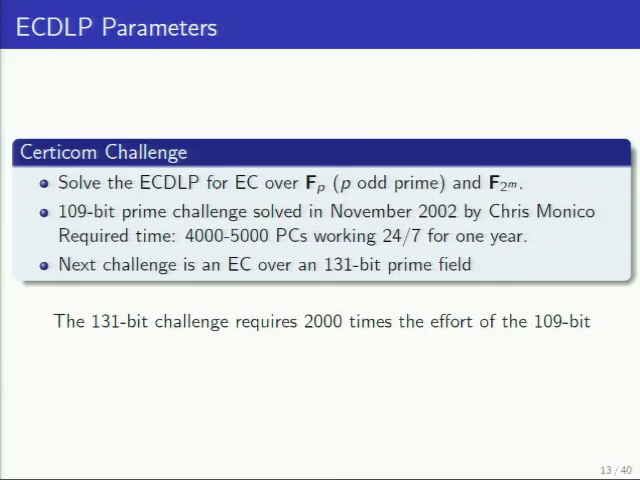 ECDLP Parameters
Certicom Challenge
Solve the ECDLP for EC over Fp (p odd prime) and F2m.
109-bit prime challenge solved in November 2002 by Chris Monico
Required time: 4000-5000 PCs working 24/7 for one year.
Next challenge is an EC over an 131-bit prime field
The 131-bit challenge requires 2000 times the effort of the 109-bit
13 / 40